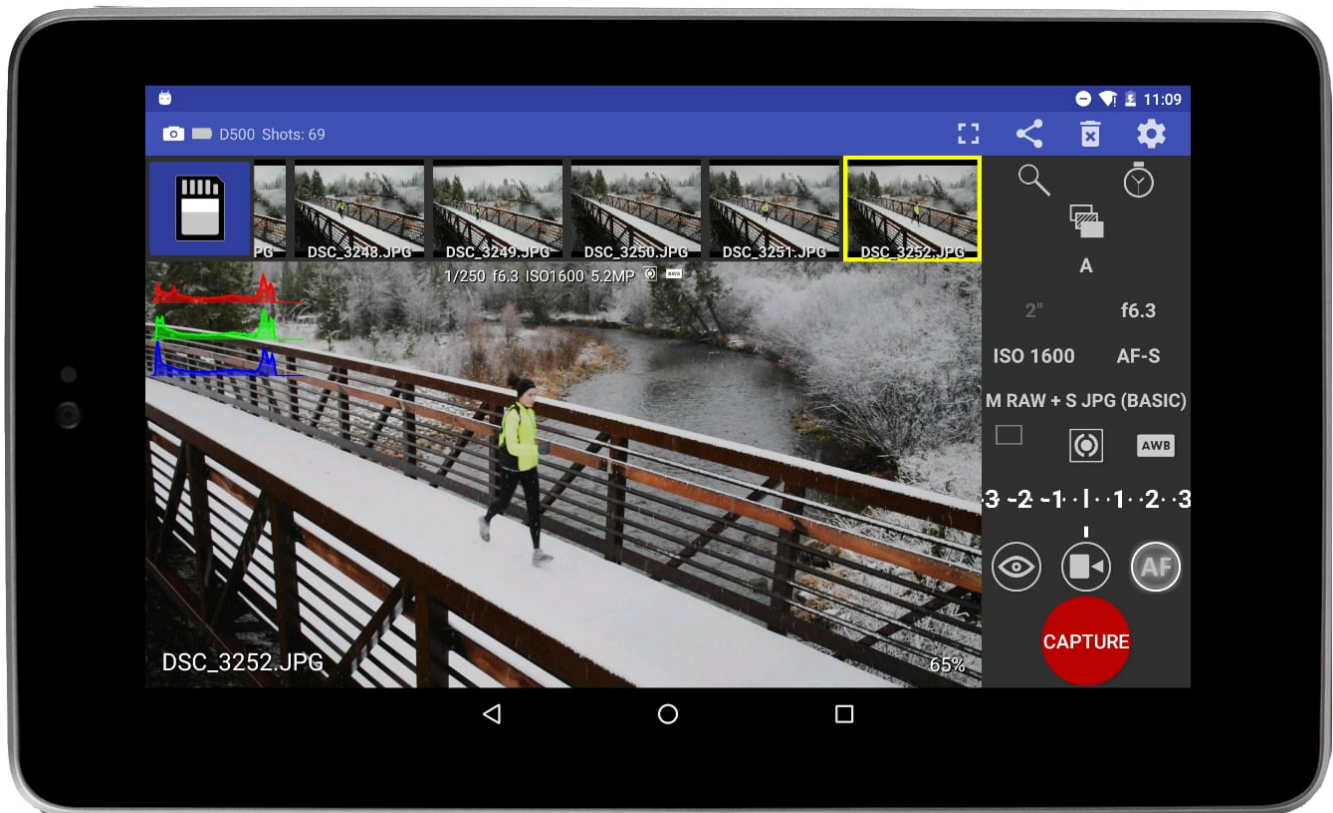 11:09
D500 Shots: 69
PG DSC_3248.JPG DSC_3249.JPG DSC_3250.JPG DSC_3251.JPG DSC_3252.JPG
1/250 f6.3 ISO1600 5.2MP AWB
A
2" f6.3
ISO 1600 AF-S
M RAW + S JPG (BASIC)
AWB
3 -2 -1 · · | · · 1 · · 2 · · 3
AF
CAPTURE
DSC_3252.JPG 65%